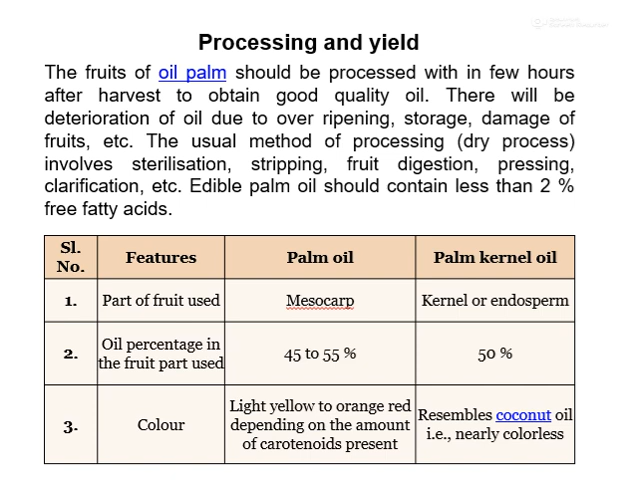 Processing and yield
The fruits of oil palm should be processed with in few hours
after harvest to obtain good quality oil. There will be
deterioration of oil due to over ripening, storage, damage of
fruits, etc. The usual method of processing (dry process)
involves sterilisation, stripping, fruit digestion, pressing,
clarification, etc. Edible palm oil should contain less than 2 %
free fatty acids.
Sl. No. Features Palm oil Palm kernel oil
1. Part of fruit used Mesocarp Kernel or endosperm
2. Oil percentage in the fruit part used 45 to 55 % 50 %
3. Colour Light yellow to orange red depending on the amount of carotenoids present Resembles coconut oil i.e., nearly colorless